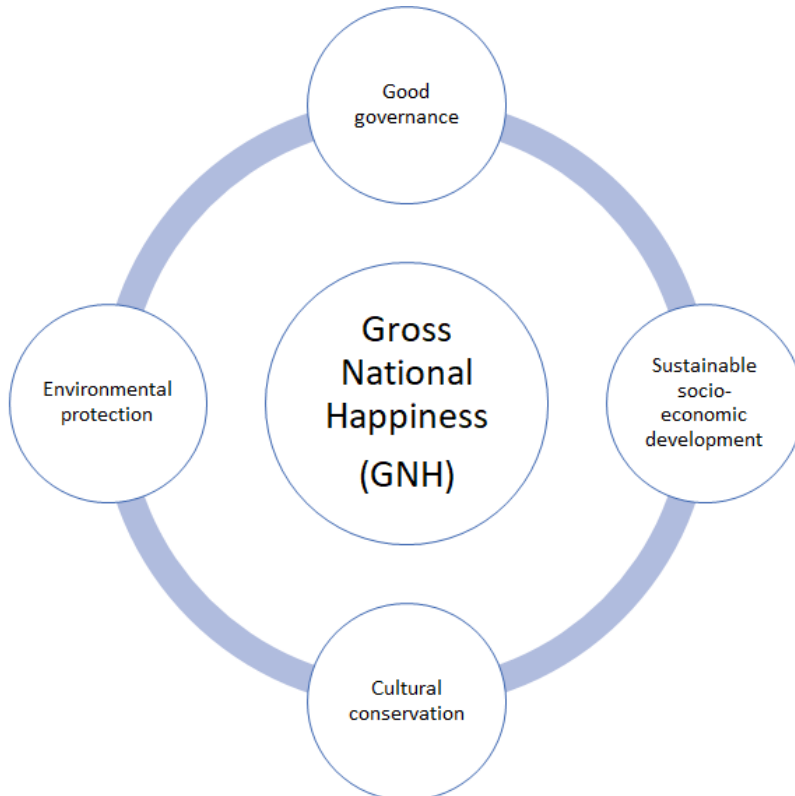 Good
governance
Gross
National
Happiness
(GNH)
Environmental
protection
Sustainable
socio-
economic
development
Cultural
conservation